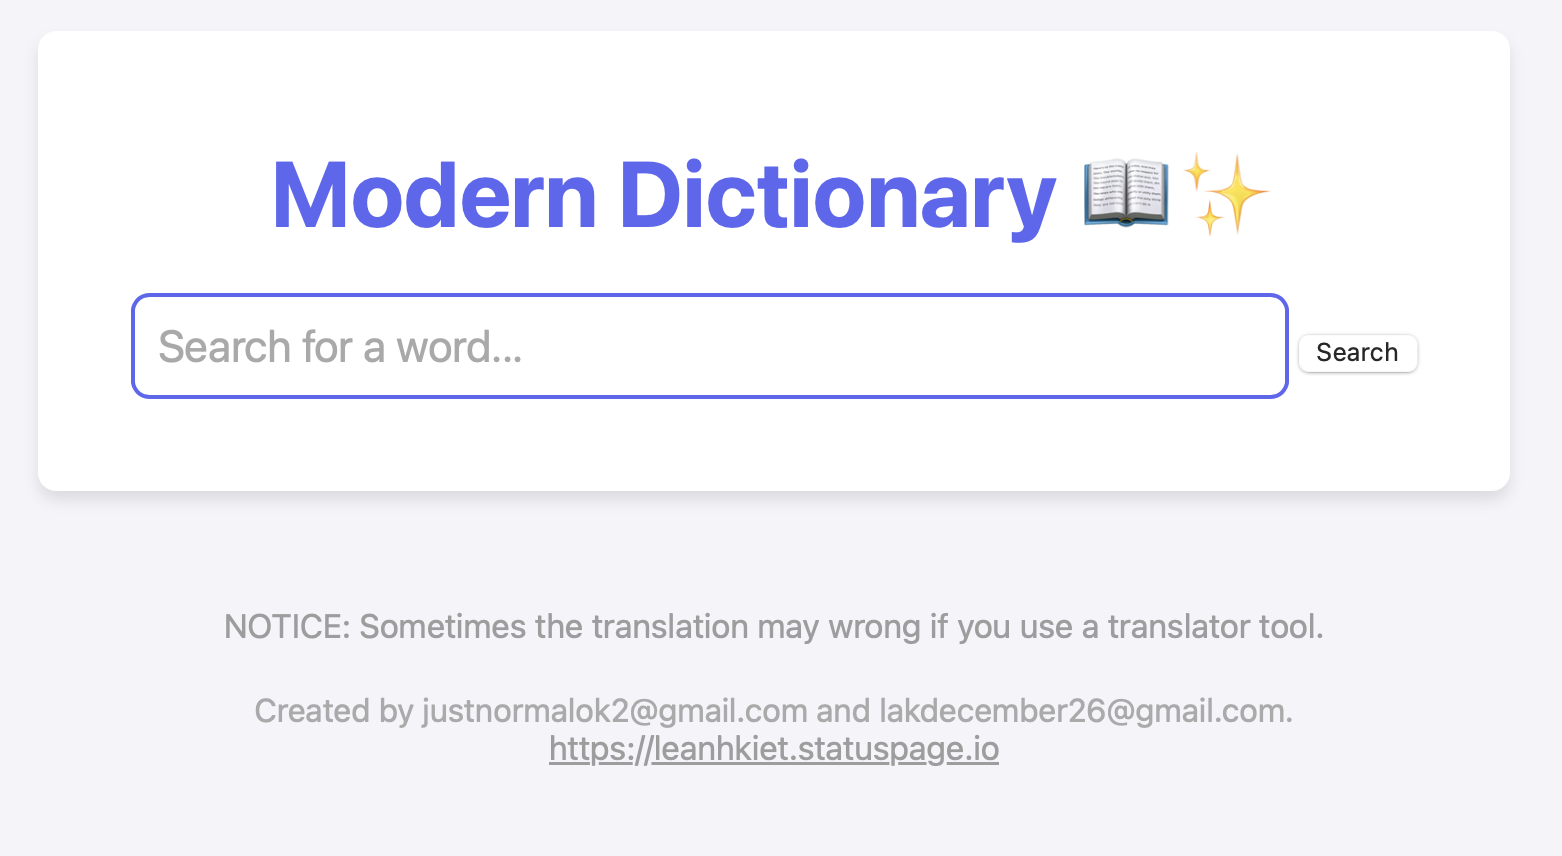 Modern Dictionary 📖✨
Search for a word...
Search
NOTICE: Sometimes the translation may wrong if you use a translator tool.
Created by justnormalok2@gmail.com and lakdecember26@gmail.com.
https://leanhkiet.statuspage.io